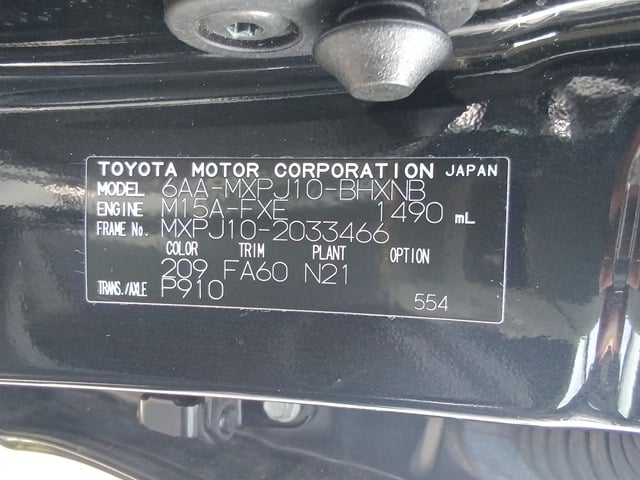 TOYOTA MOTOR CORPORATION JAPAN
MODEL 6AA-MXPJ10-BHXNB
ENGINE M15A-FXE 1490 mL
FRAME No. MXPJ10-2033466
COLOR TRIM PLANT OPTION
209 FA60 N21
TRANS./AXLE P910
554